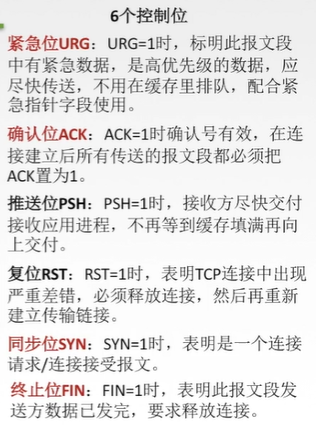 6个控制位
紧急位URG：URG=1时，标明此报文段
中有紧急数据，是高优先级的数据，应
尽快传送，不用在缓存里排队，配合紧
急指针字段使用。
确认位ACK：ACK=1时确认号有效，在连
接建立后所有传送的报文段都必须把
ACK置为1。
推送位PSH：PSH=1时，接收方尽快交付
接收应用进程，不再等到缓存填满再向
上交付。
复位RST：RST=1时，表明TCP连接中出现
严重差错，必须释放连接，然后再重新
建立传输链接。
同步位SYN：SYN=1时，表明是一个连接
请求/连接接受报文。
终止位FIN：FIN=1时，表明此报文段发
送方数据已发完，要求释放连接。